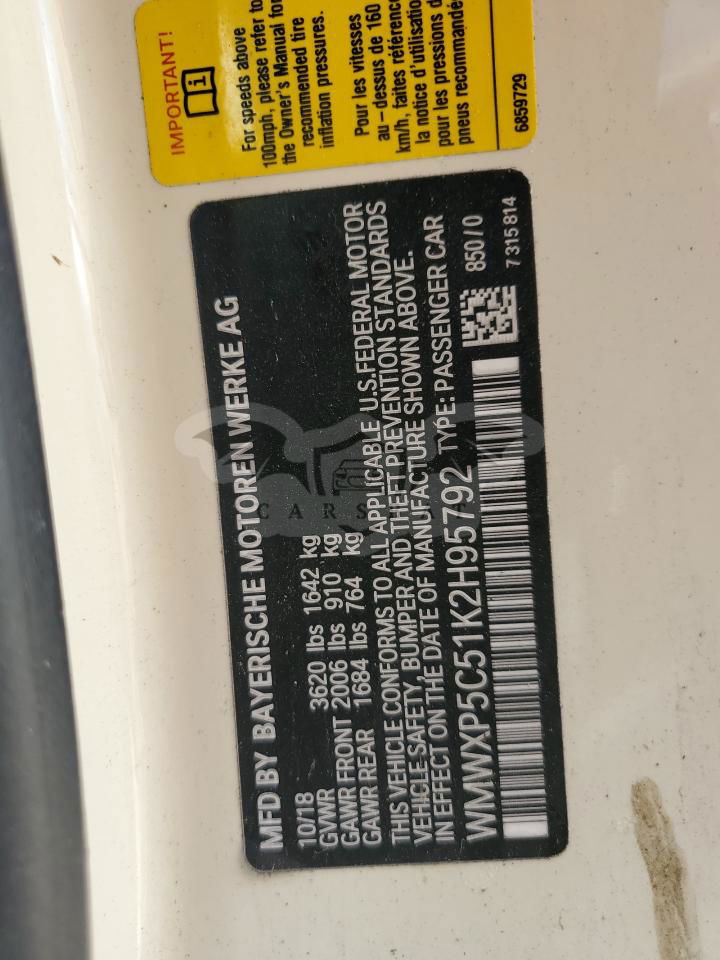 IMPORTANT!
For speeds above
100mph, please refer to
the Owner's Manual for
recommended tire
inflation pressures.
Pour les vitesses
au-dessus de 160
km/h, faites référence
la notice d'utilisation
pour les pressions d
pneus recommandé
6859729
MFD BY BAYERISCHE MOTOREN WERKE AG
10/18
GVWR 3620 lbs 1642 kg
GAWR FRONT 2006 lbs 910 kg
GAWR REAR 1684 lbs 764 kg
THIS VEHICLE CONFORMS TO ALL APPLICABLE U.S.FEDERAL MOTOR
VEHICLE SAFETY, BUMPER AND THEFT PREVENTION STANDARDS
IN EFFECT ON THE DATE OF MANUFACTURE SHOWN ABOVE.
WMWXP5C51K2H95792 TYPE: PASSENGER CAR
850/0
7 315 814